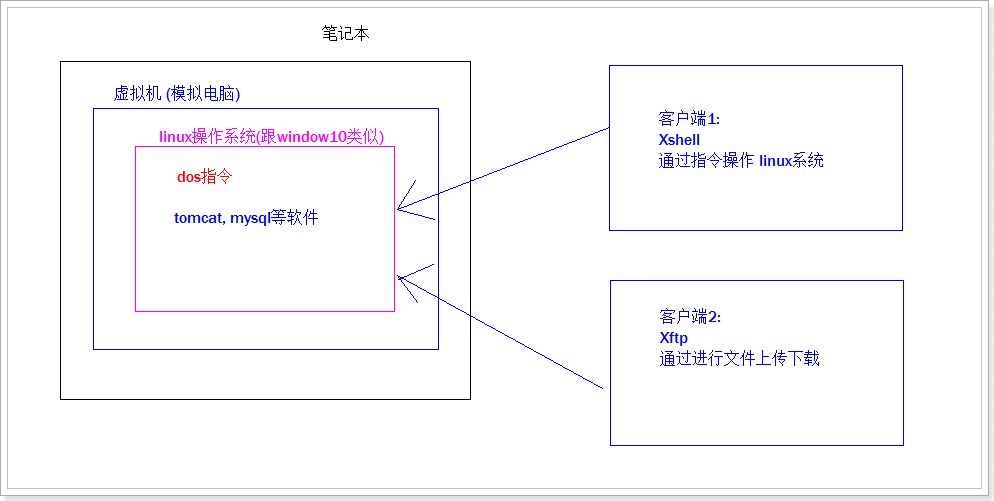 笔记本
虚拟机 (模拟电脑)
linux操作系统(跟window10类似)
dos指令
tomcat, mysql等软件
客户端1:
Xshell
通过指令操作 linux系统
客户端2:
Xftp
通过进行文件上传下载